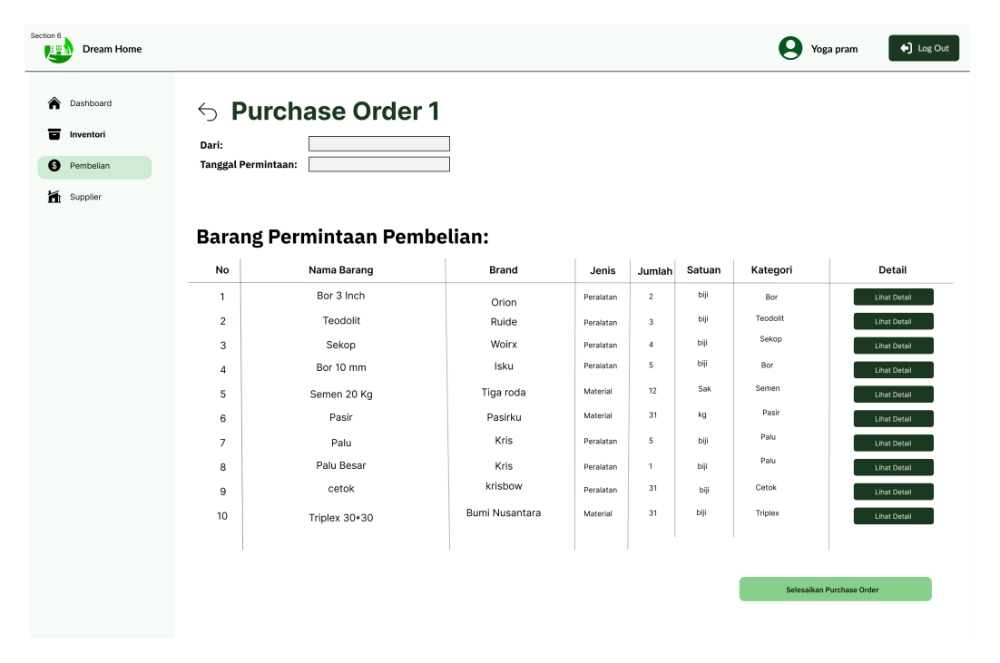 Section 6
Dream Home
Yoga pram
Log Out
Dashboard
Inventori
Pembelian
Supplier
Purchase Order 1
Dari:
Tanggal Permintaan:
Barang Permintaan Pembelian:
No Nama Barang Brand Jenis Jumlah Satuan Kategori Detail
1 Bor 3 Inch Orion Peralatan 2 biji Bor Lihat Detail
2 Teodolit Ruide Peralatan 3 biji Teodolit Lihat Detail
3 Sekop Woirx Peralatan 4 biji Sekop Lihat Detail
4 Bor 10 mm Isku Peralatan 5 biji Bor Lihat Detail
5 Semen 20 Kg Tiga roda Material 12 Sak Semen Lihat Detail
6 Pasir Pasirku Material 31 kg Pasir Lihat Detail
7 Palu Kris Peralatan 5 biji Palu Lihat Detail
8 Palu Besar Kris Peralatan 1 biji Palu Lihat Detail
9 cetok krisbow Peralatan 31 biji Cetok Lihat Detail
10 Triplex 30*30 Bumi Nusantara Material 31 biji Triplex Lihat Detail
Selesaikan Purchase Order